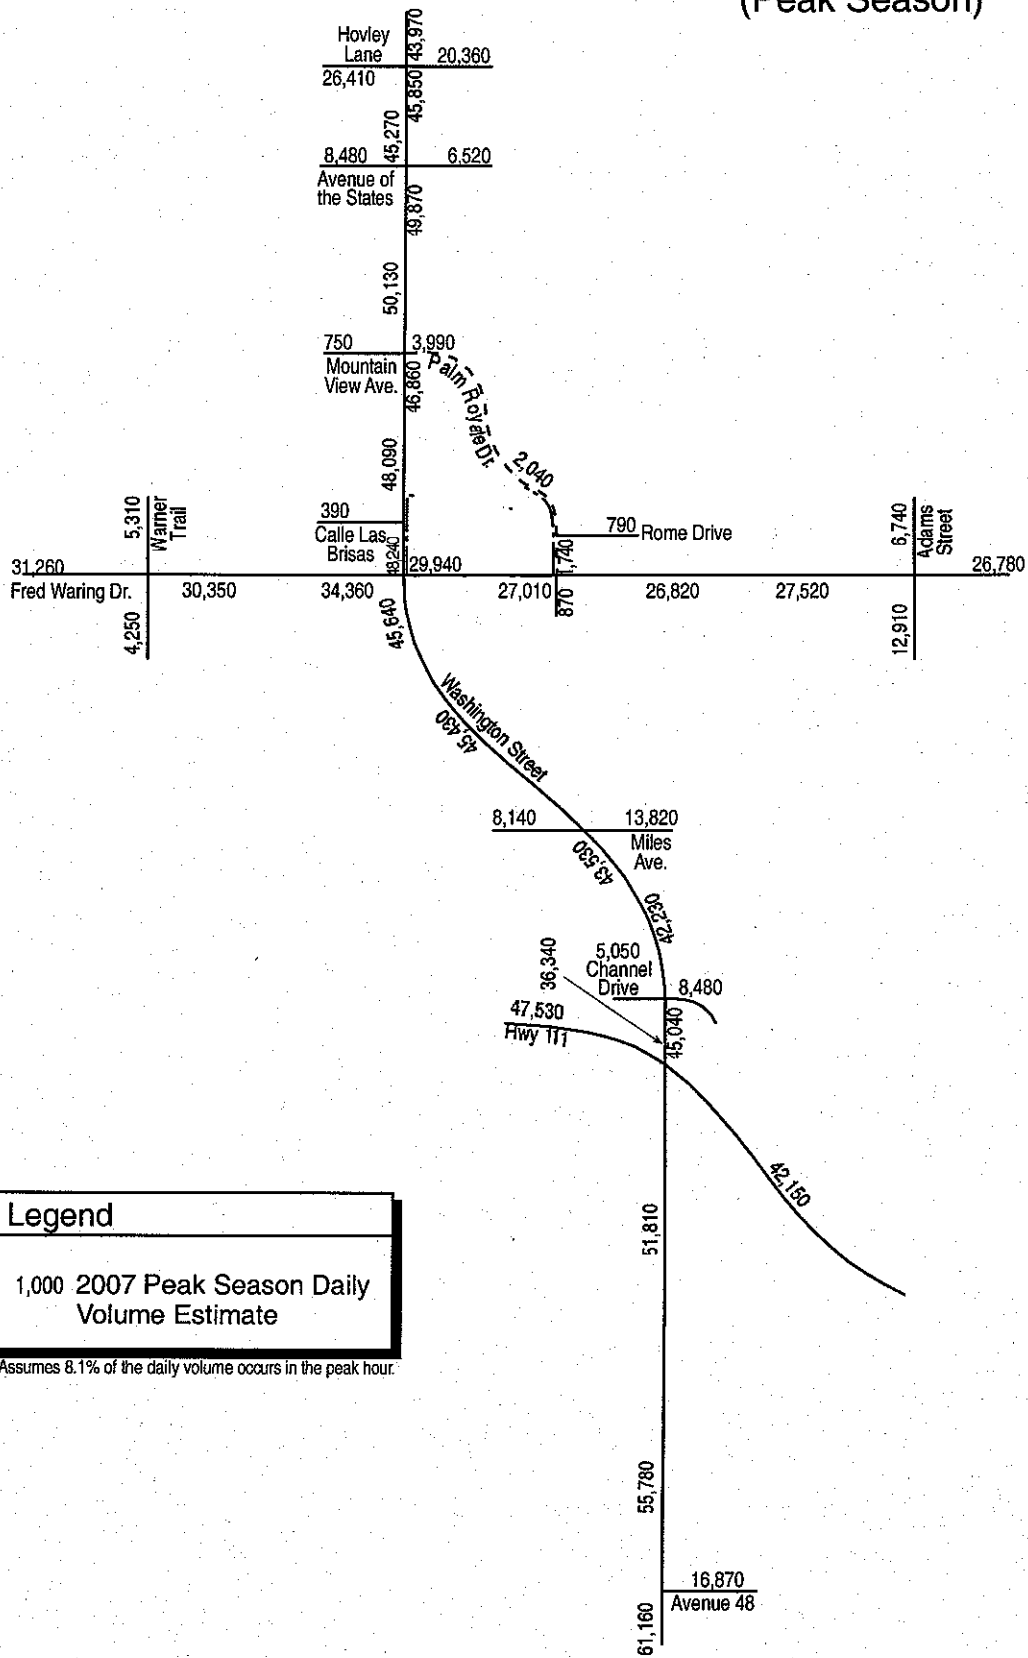 (Peak Season)
43,970
Hovley
Lane
20,360
26,410
45,850
45,270
8,480
6,520
Avenue of
the States
49,870
50,130
750
3,990
Mountain
View Ave.
46,860
Palm Royale Dr.
48,090
2,040
5,310
Warner
Trail
390
Calle Las
Brisas
48,240
790 Rome Drive
1,740
6,740
Adams
Street
31,260
29,940
26,780
Fred Waring Dr.
30,350
34,360
27,010
870
26,820
27,520
4,250
45,640
12,910
Washington Street
45,430
8,140
13,820
Miles
Ave.
43,530
42,230
36,340
5,050
Channel
Drive
8,480
47,530
Hwy 111
45,040
42,150
51,810
Legend
1,000 2007 Peak Season Daily
Volume Estimate
Assumes 8.1% of the daily volume occurs in the peak hour.
55,780
16,870
Avenue 48
61,160